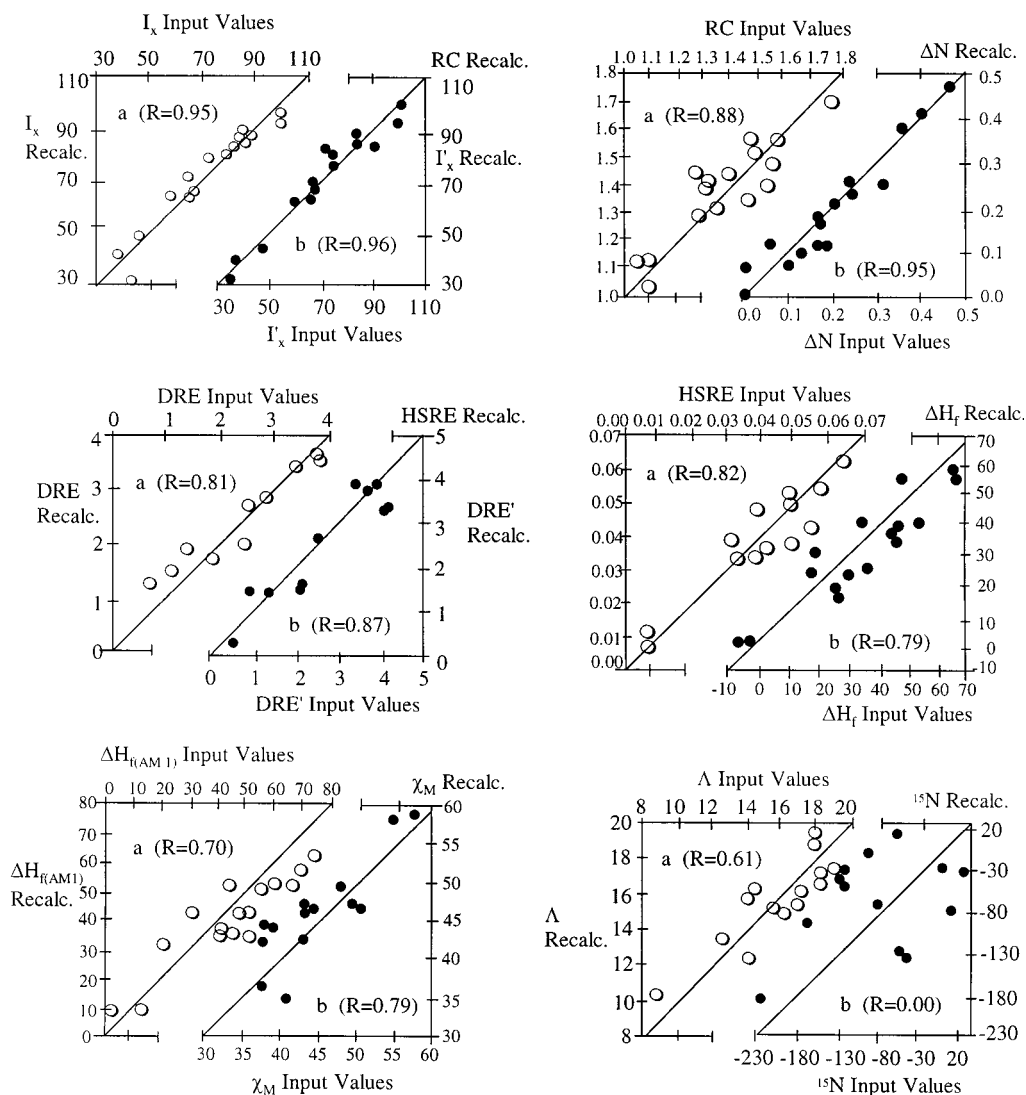 I_x Input Values
30 50 70 90 110
RC Recalc.
110
90
70
50
30
I_x
Recalc.
a (R=0.95)
110
90
70
50
30
I'_x
Recalc.
b (R=0.96)
30 50 70 90 110
I'_x Input Values
RC Input Values
1.0 1.1 1.2 1.3 1.4 1.5 1.6 1.7 1.8
ΔN Recalc.
1.8
1.7
1.6
1.5
1.4
1.3
1.2
1.1
1.0
a (R=0.88)
0.5
0.4
0.3
0.2
0.1
0.0
b (R=0.95)
0.0 0.1 0.2 0.3 0.4 0.5
ΔN Input Values
DRE Input Values
0 1 2 3 4
HSRE Recalc.
4
3
2
1
0
DRE
Recalc.
a (R=0.81)
5
4
3
2
1
0
DRE'
Recalc.
b (R=0.87)
0 1 2 3 4 5
DRE' Input Values
HSRE Input Values
0.00 0.01 0.02 0.03 0.04 0.05 0.06 0.07
ΔH_f Recalc.
0.07
0.06
0.05
0.04
0.03
0.02
0.01
0.00
a (R=0.82)
70
60
50
40
30
20
10
0
-10
b (R=0.79)
-10 0 10 20 30 40 50 60 70
ΔH_f Input Values
ΔH_f(AM 1) Input Values
0 10 20 30 40 50 60 70 80
χ_M Recalc.
80
70
60
50
40
30
20
10
0
ΔH_f(AM1)
Recalc.
a (R=0.70)
60
55
50
45
40
35
30
b (R=0.79)
30 35 40 45 50 55 60
χ_M Input Values
Λ Input Values
8 10 12 14 16 18 20
¹⁵N Recalc.
20
18
16
14
12
10
8
Λ
Recalc.
a (R=0.61)
20
-30
-80
-130
-180
-230
b (R=0.00)
-230 -180 -130 -80 -30 20
¹⁵N Input Values